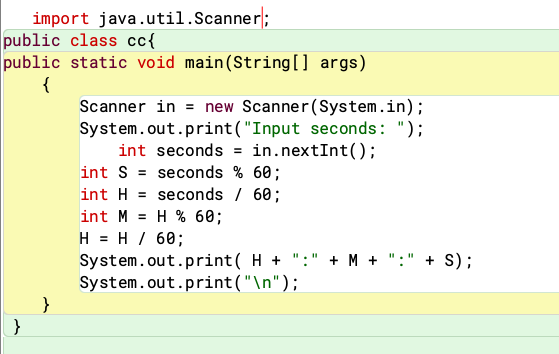 import java.util.Scanner;
public class cc{
public static void main(String[] args)
{
Scanner in = new Scanner(System.in);
System.out.print("Input seconds: ");
int seconds = in.nextInt();
int S = seconds % 60;
int H = seconds / 60;
int M = H % 60;
H = H / 60;
System.out.print( H + ":" + M + ":" + S);
System.out.print("\n");
}
}